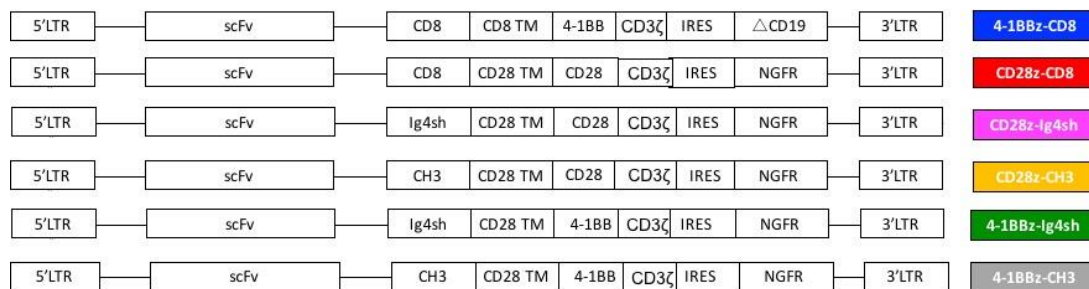 5'LTR scFv CD8 CD8 TM 4-1BB CD3ζ IRES △CD19 3'LTR 4-1BBz-CD8
5'LTR scFv CD8 CD28 TM CD28 CD3ζ IRES NGFR 3'LTR CD28z-CD8
5'LTR scFv Ig4sh CD28 TM CD28 CD3ζ IRES NGFR 3'LTR CD28z-Ig4sh
5'LTR scFv CH3 CD28 TM CD28 CD3ζ IRES NGFR 3'LTR CD28z-CH3
5'LTR scFv Ig4sh CD28 TM 4-1BB CD3ζ IRES NGFR 3'LTR 4-1BBz-Ig4sh
5'LTR scFv CH3 CD28 TM 4-1BB CD3ζ IRES NGFR 3'LTR 4-1BBz-CH3